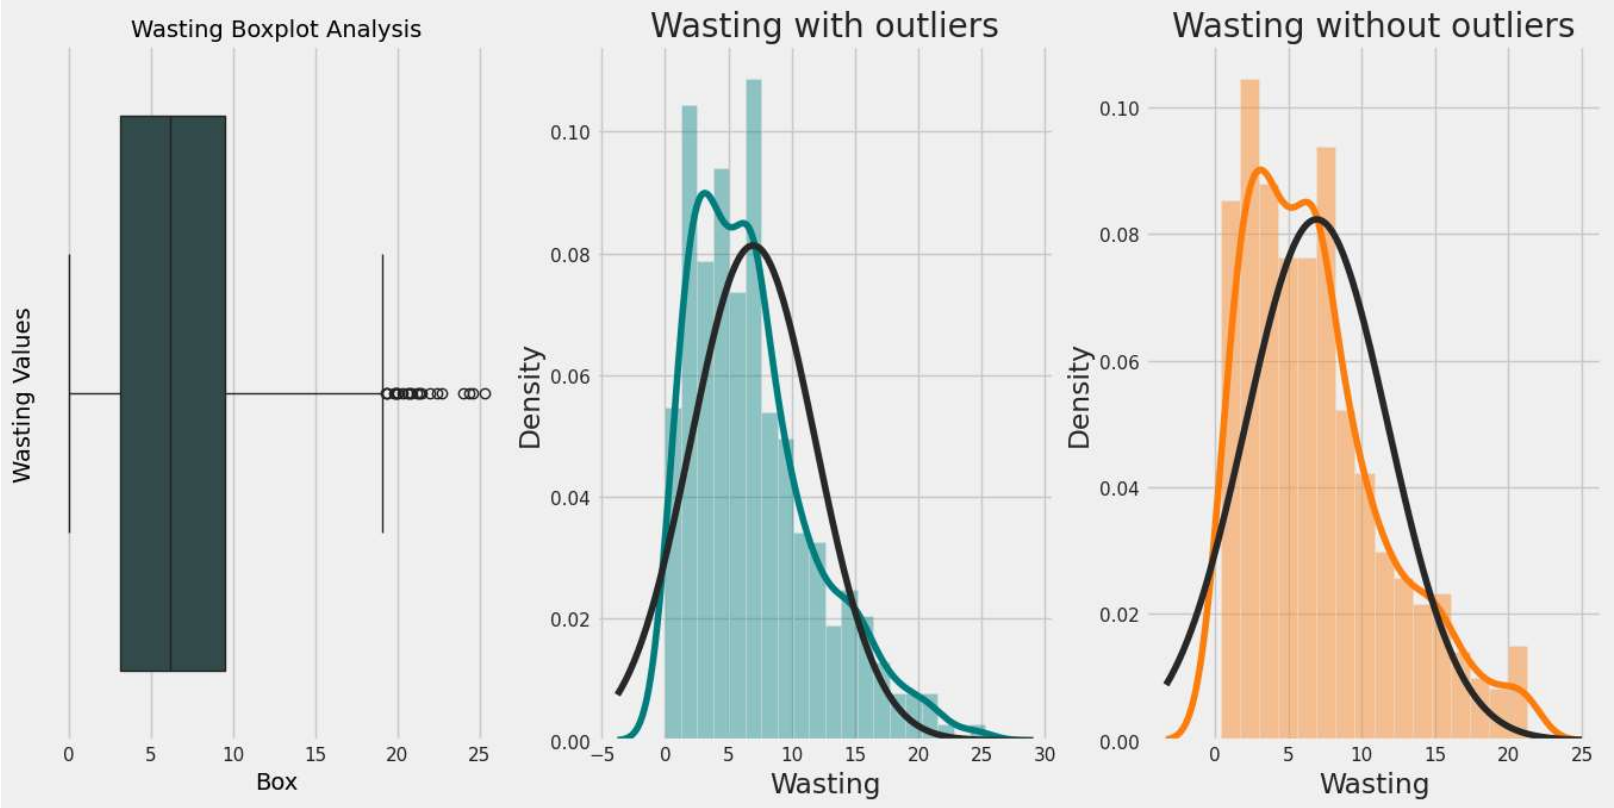 Wasting Boxplot Analysis
Wasting Values
0 5 10 15 20 25
Box
Wasting with outliers
Density
0.10
0.08
0.06
0.04
0.02
0.00
−5 0 5 10 15 20 25 30
Wasting
Wasting without outliers
Density
0.10
0.08
0.06
0.04
0.02
0.00
0 5 10 15 20 25
Wasting